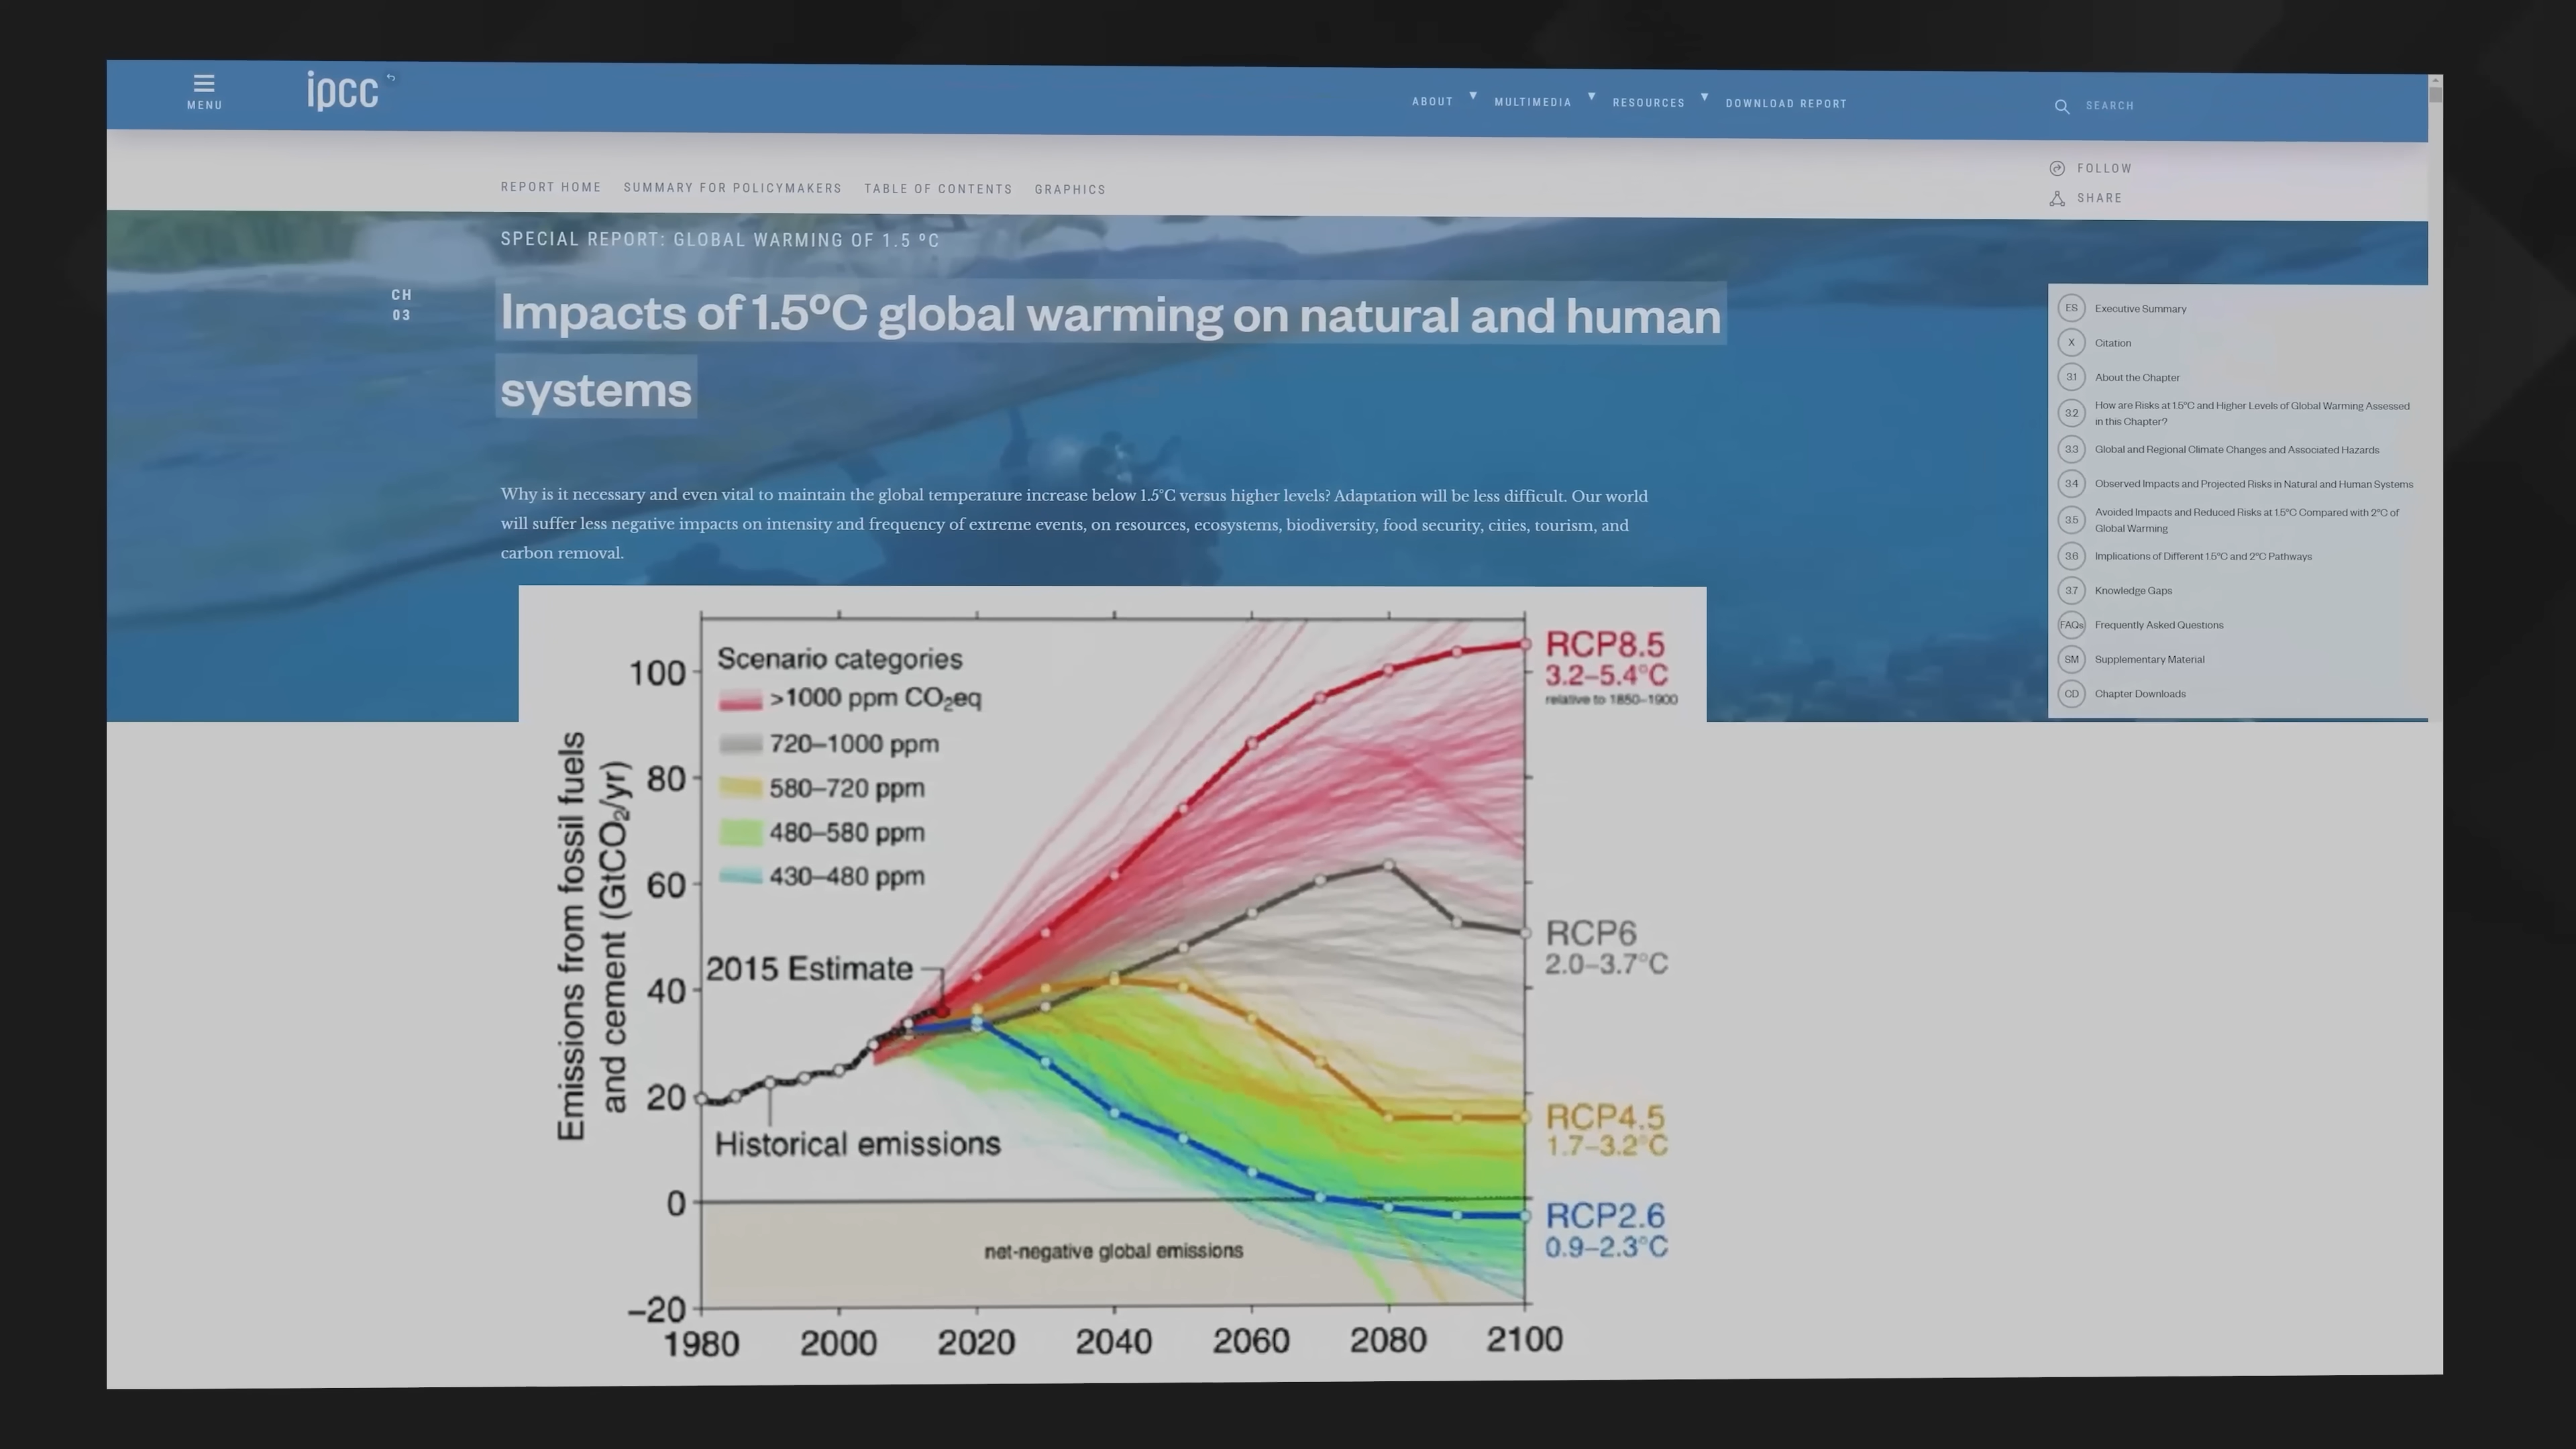 MENU
ipcc
ABOUT
MULTIMEDIA
RESOURCES
DOWNLOAD REPORT
SEARCH
REPORT HOME
SUMMARY FOR POLICYMAKERS
TABLE OF CONTENTS
GRAPHICS
FOLLOW
SHARE
SPECIAL REPORT: GLOBAL WARMING OF 1.5 ºC
CH
03
Impacts of 1.5ºC global warming on natural and human
systems
Why is it necessary and even vital to maintain the global temperature increase below 1.5°C versus higher levels? Adaptation will be less difficult. Our world
will suffer less negative impacts on intensity and frequency of extreme events, on resources, ecosystems, biodiversity, food security, cities, tourism, and
carbon removal.
ES Executive Summary
X Citation
3.1 About the Chapter
3.2 How are Risks at 1.5°C and Higher Levels of Global Warming Assessed
in this Chapter?
3.3 Global and Regional Climate Changes and Associated Hazards
3.4 Observed Impacts and Projected Risks in Natural and Human Systems
3.5 Avoided Impacts and Reduced Risks at 1.5°C Compared with 2°C of
Global Warming
3.6 Implications of Different 1.5°C and 2°C Pathways
3.7 Knowledge Gaps
FAQs Frequently Asked Questions
SM Supplementary Material
CD Chapter Downloads
Emissions from fossil fuels
and cement (GtCO₂/yr)
100
80
60
40
20
0
−20
Scenario categories
>1000 ppm CO₂eq
720–1000 ppm
580–720 ppm
480–580 ppm
430–480 ppm
2015 Estimate
Historical emissions
net-negative global emissions
RCP8.5
3.2–5.4°C
relative to 1850–1900
RCP6
2.0–3.7°C
RCP4.5
1.7–3.2°C
RCP2.6
0.9–2.3°C
1980
2000
2020
2040
2060
2080
2100